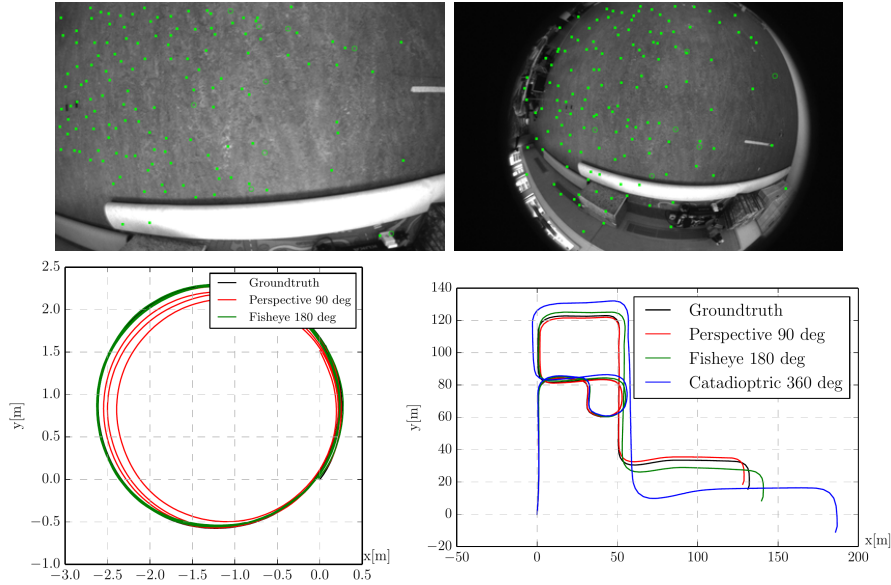 2.5
2.0
1.5
1.0
0.5
0.0
−0.5
−1.0
y[m]
Groundtruth
Perspective 90 deg
Fisheye 180 deg
−3.0 −2.5 −2.0 −1.5 −1.0 −0.5 0.0 0.5
x[m]
140
120
100
80
60
40
20
0
−20
y[m]
Groundtruth
Perspective 90 deg
Fisheye 180 deg
Catadioptric 360 deg
−50 0 50 100 150 200
x[m]